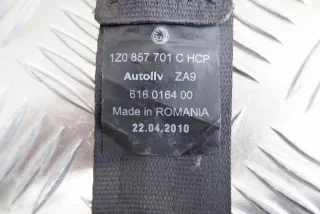 1Z0 857 701 C HCP
Autoliv ZA9
616 0164 00
Made in ROMANIA
22.04.2010